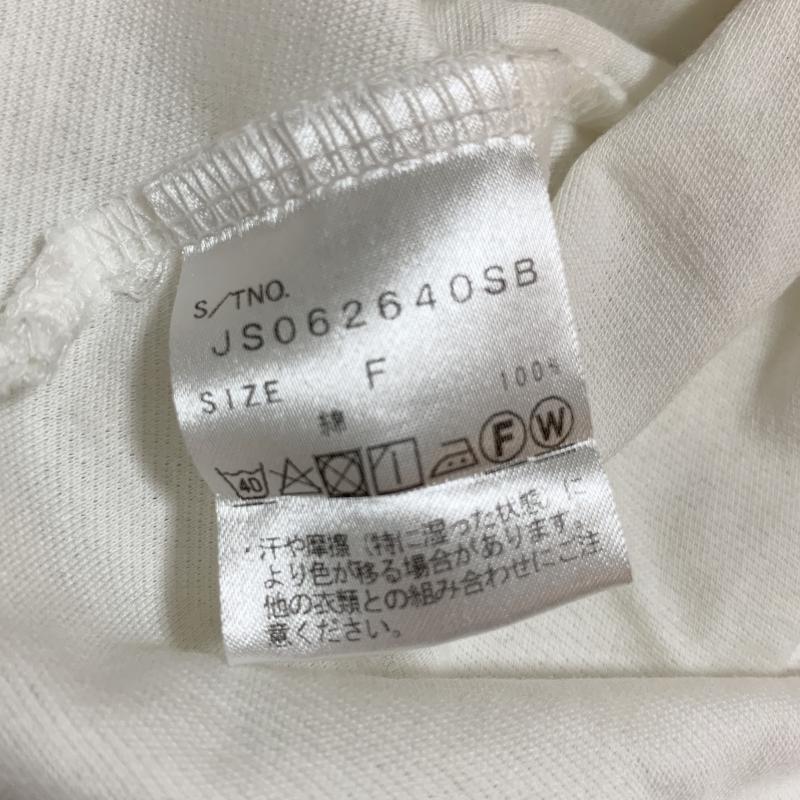 S/TNO.
JS062640SB
SIZE F
綿 100%
40 F W
・汗や摩擦(特に湿った状態)に
より色が移る場合があります。
他の衣類との組み合わせにご注
意ください。